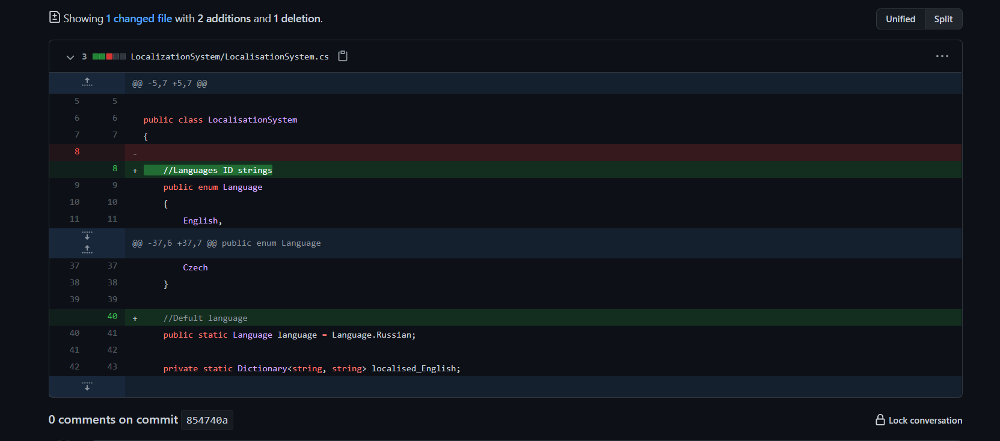 Showing 1 changed file with 2 additions and 1 deletion.
Unified Split
3 LocalizationSystem/LocalisationSystem.cs
@@ -5,7 +5,7 @@
5 5
6 6 public class LocalisationSystem
7 7 {
8 -
8 + //Languages ID strings
9 9 public enum Language
10 10 {
11 11 English,
@@ -37,6 +37,7 @@ public enum Language
37 37 Czech
38 38 }
39 39
40 + //Defult language
40 41 public static Language language = Language.Russian;
41 42
42 43 private static Dictionary<string, string> localised_English;
0 comments on commit 854740a
Lock conversation